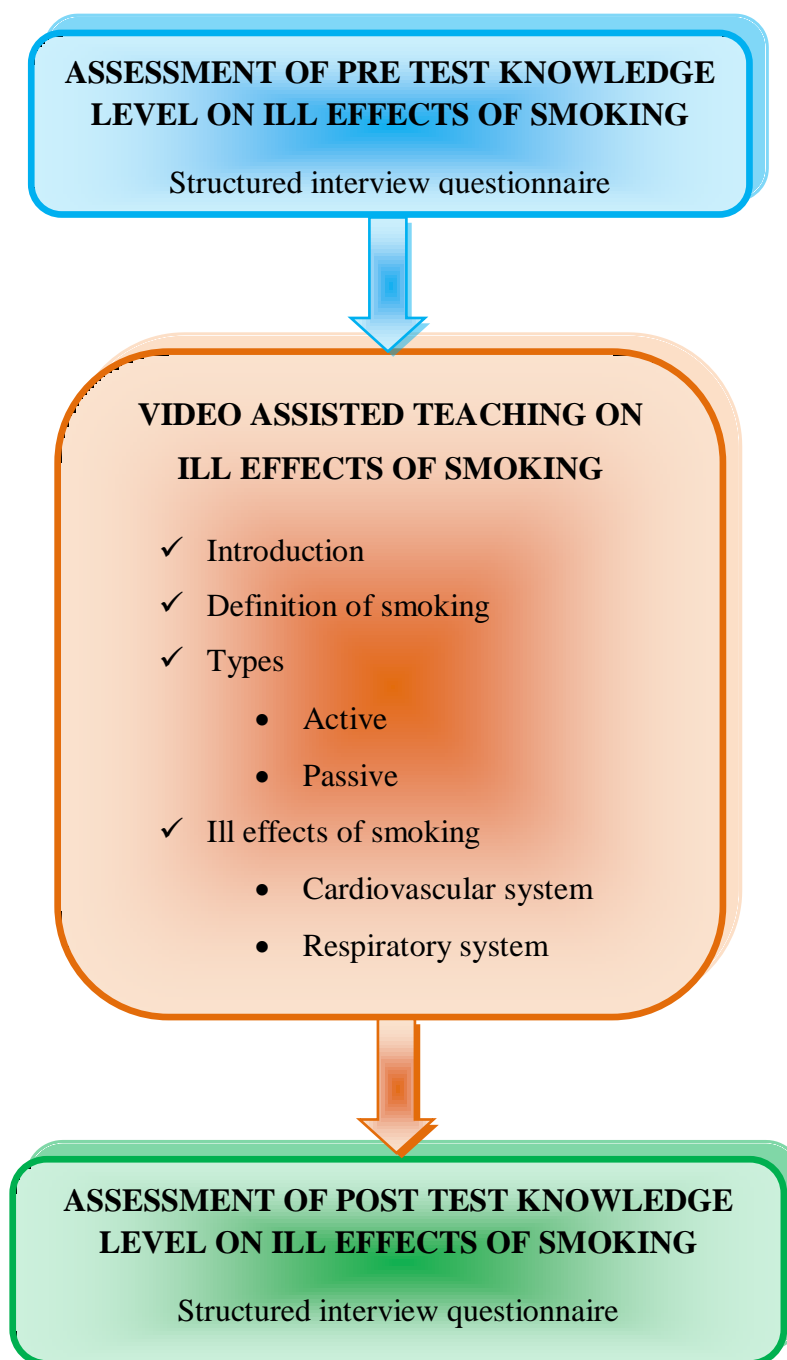 ASSESSMENT OF PRE TEST KNOWLEDGE
LEVEL ON ILL EFFECTS OF SMOKING
Structured interview questionnaire
VIDEO ASSISTED TEACHING ON
ILL EFFECTS OF SMOKING
✓ Introduction
✓ Definition of smoking
✓ Types
• Active
• Passive
✓ Ill effects of smoking
• Cardiovascular system
• Respiratory system
ASSESSMENT OF POST TEST KNOWLEDGE
LEVEL ON ILL EFFECTS OF SMOKING
Structured interview questionnaire